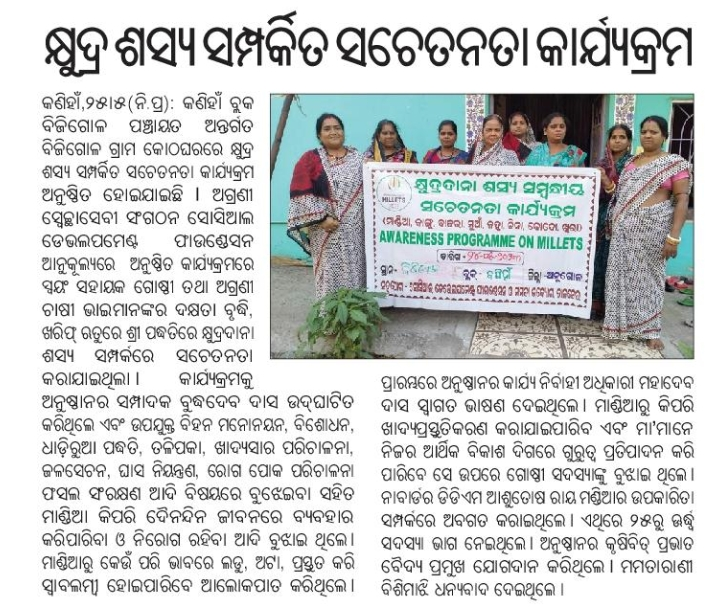 କ୍ଷୁଦ୍ର ଶସ୍ୟ ସମ୍ପର୍କିତ ସଚେତନତା କାର୍ଯ୍ୟକ୍ରମ
କଣିହାଁ,୨୫।୫(ନି.ପ୍ର): କଣିହାଁ ବ୍ଲକ
ବିଜିଗୋଳ ପଞ୍ଚାୟତ ଅନ୍ତର୍ଗତ
ବିଜିଗୋଳ ଗ୍ରାମ କୋଠଘରରେ କ୍ଷୁଦ୍ର
ଶସ୍ୟ ସମ୍ପର୍କିତ ସଚେତନତା କାର୍ଯ୍ୟକ୍ରମ
ଅନୁଷ୍ଠିତ ହୋଇଯାଇଛି । ଅଗ୍ରଣୀ
ସ୍ୱେଚ୍ଛାସେବୀ ସଂଗଠନ ସୋସିଆଲ
ଡେଭଲପମେଣ୍ଟ ଫାଉଣ୍ଡେସନ
ଆନୁକୂଲ୍ୟରେ ଅନୁଷ୍ଠିତ କାର୍ଯ୍ୟକ୍ରମରେ
ସ୍ୱୟଂ ସହାୟକ ଗୋଷ୍ଠୀ ତଥା ଅଗ୍ରଣୀ
ଚାଷୀ ଭାଇମାନଙ୍କର ଦକ୍ଷତା ବୃଦ୍ଧି,
ଖରିଫ୍ ଋତୁରେ ଶ୍ରୀ ପଦ୍ଧତିରେ କ୍ଷୁଦ୍ରଦାନା
ଶସ୍ୟ ସମ୍ପର୍କରେ ସଚେତନତା
କରାଯାଇଥିଲା । କାର୍ଯ୍ୟକ୍ରମକୁ
ଅନୁଷ୍ଠାନର ସମ୍ପାଦକ ବୁଦ୍ଧଦେବ ଦାସ ଉଦ୍‌ଘାଟିତ
କରିଥିଲେ ଏବଂ ଉପଯୁକ୍ତ ବିହନ ମନୋନୟନ, ବିଶୋଧନ,
ଧାଡ଼ିରୁଆ ପଦ୍ଧତି, ତଳିପକା, ଖାଦ୍ୟସାର ପରିଚାଳନା,
ଜଳସେଚନ, ଘାସ ନିୟନ୍ତ୍ରଣ, ରୋଗ ପୋକ ପରିଚାଳନା
ଫସଲ ସଂରକ୍ଷଣ ଆଦି ବିଷୟରେ ବୁଝେଇବା ସହିତ
ମାଣ୍ଡିଆ କିପରି ଦୈନନ୍ଦିନ ଜୀବନରେ ବ୍ୟବହାର
କରିପାରିବା ଓ ନିରୋଗ ରହିବା ଆଦି ବୁଝାଇ ଥିଲେ।
ମାଣ୍ଡିଆରୁ କେଉଁ ପରି ଭାବରେ ଲଡୁ, ଅଟା, ପ୍ରସ୍ତୁତ କରି
ସ୍ୱାବଲମ୍ବୀ ହୋଇପାରିବେ ଆଲୋକପାତ କରିଥିଲେ।
MILLETS
କ୍ଷୁଦ୍ରଦାନା ଶସ୍ୟ ସମ୍ବନ୍ଧୀୟ
ସଚେତନତା କାର୍ଯ୍ୟକ୍ରମ
AWARENESS PROGRAMME ON MILLETS
ତାରିଖ
ସ୍ଥାନ- ବ୍ଲକ- ଜିଲ୍ଲା- ଅନୁଗୋଳ
ପ୍ରାରମ୍ଭରେ ଅନୁଷ୍ଠାନର କାର୍ଯ୍ୟ ନିର୍ବାହୀ ଅଧିକାରୀ ମହାଦେବ
ଦାସ ସ୍ୱାଗତ ଭାଷଣ ଦେଇଥିଲେ। ମାଣ୍ଡିଆରୁ କିପରି
ଖାଦ୍ୟପ୍ରସ୍ତୁତିକରଣ କରାଯାଇପାରିବ ଏବଂ ମା'ମାନେ
ନିଜର ଆର୍ଥିକ ବିକାଶ ଦିଗରେ ଗୁରୁତ୍ୱ ପ୍ରତିପାଦନ କରି
ପାରିବେ ସେ ଉପରେ ଗୋଷ୍ଠୀ ସଦସ୍ୟାଙ୍କୁ ବୁଝାଇ ଥିଲେ।
ନାବାର୍ଡର ଡିଡିଏମ ଆଶୁତୋଷ ରାୟ ମାଣ୍ଡିଆର ଉପକାରିତା
ସମ୍ପର୍କରେ ଅବଗତ କରାଇଥିଲେ। ଏଥିରେ ୨୫ରୁ ଊର୍ଦ୍ଧ୍ୱ
ସଦସ୍ୟା ଭାଗ ନେଇଥିଲେ। ଅନୁଷ୍ଠାନର କୃଷିବିତ୍ ପ୍ରଭାତ
ବୈଦ୍ୟ ପ୍ରମୁଖ ଯୋଗଦାନ କରିଥିଲେ। ମମତାରାଣୀ
ବିଶିମାଝି ଧନ୍ୟବାଦ ଦେଇଥିଲେ।